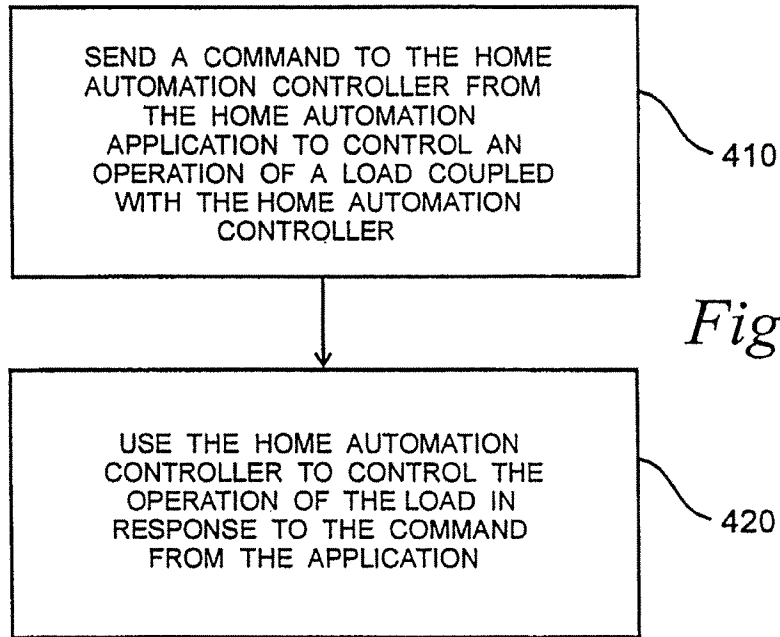 SEND A COMMAND TO THE HOME
AUTOMATION CONTROLLER FROM
THE HOME AUTOMATION
APPLICATION TO CONTROL AN
OPERATION OF A LOAD COUPLED
WITH THE HOME AUTOMATION
CONTROLLER
410
Fig
USE THE HOME AUTOMATION
CONTROLLER TO CONTROL THE
OPERATION OF THE LOAD IN
RESPONSE TO THE COMMAND
FROM THE APPLICATION
420